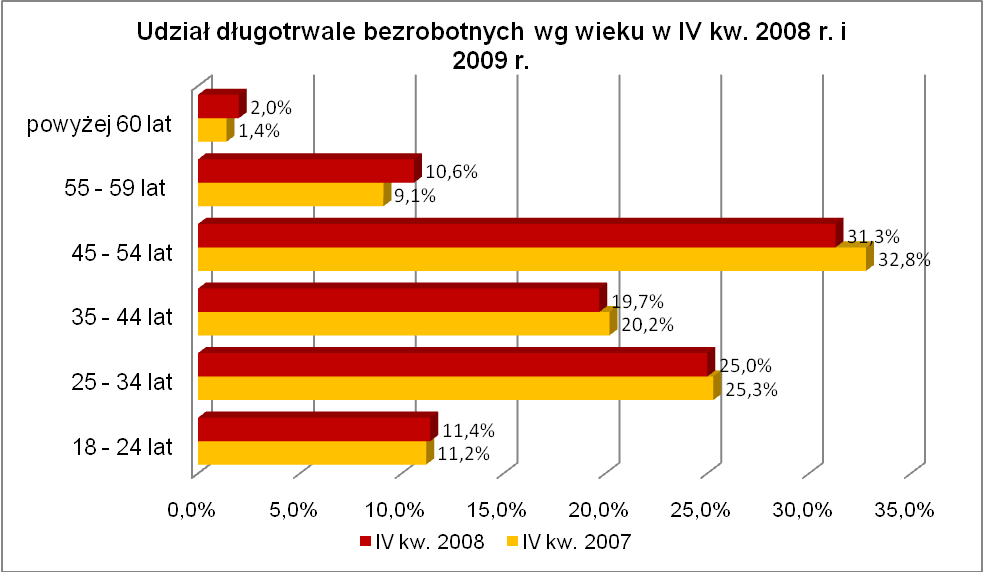 Udział długotrwale bezrobotnych wg wieku w IV kw. 2008 r. i
2009 r.
powyżej 60 lat
2,0%
1,4%
55 - 59 lat
10,6%
9,1%
45 - 54 lat
31,3%
32,8%
35 - 44 lat
19,7%
20,2%
25 - 34 lat
25,0%
25,3%
18 - 24 lat
11,4%
11,2%
0,0% 5,0% 10,0% 15,0% 20,0% 25,0% 30,0% 35,0%
IV kw. 2008 IV kw. 2007